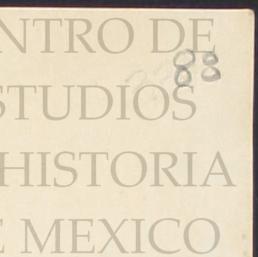 NTRO DE
88
STUDIOS
HISTORIA
E MEXICO